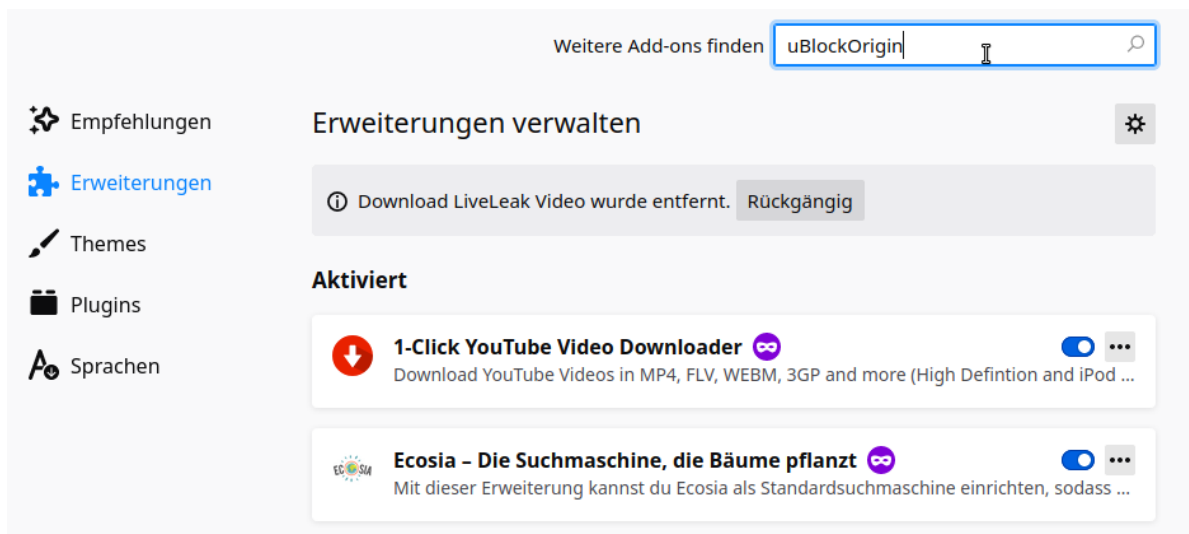 Weitere Add-ons finden uBlockOrigin
Empfehlungen
Erweiterungen
Themes
Plugins
Sprachen
Erweiterungen verwalten
Download LiveLeak Video wurde entfernt. Rückgängig
Aktiviert
1-Click YouTube Video Downloader
Download YouTube Videos in MP4, FLV, WEBM, 3GP and more (High Defintion and iPod ...
ECOSIA
Ecosia – Die Suchmaschine, die Bäume pflanzt
Mit dieser Erweiterung kannst du Ecosia als Standardsuchmaschine einrichten, sodass ...